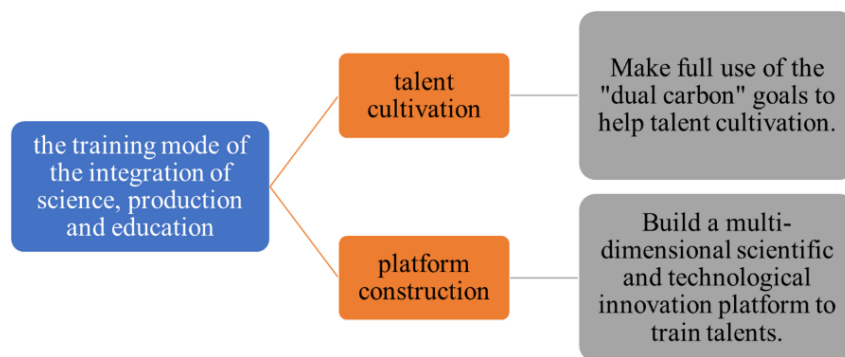 the training mode of
the integration of
science, production
and education
talent
cultivation
Make full use of the
"dual carbon" goals to
help talent cultivation.
platform
construction
Build a multi-
dimensional scientific
and technological
innovation platform to
train talents.